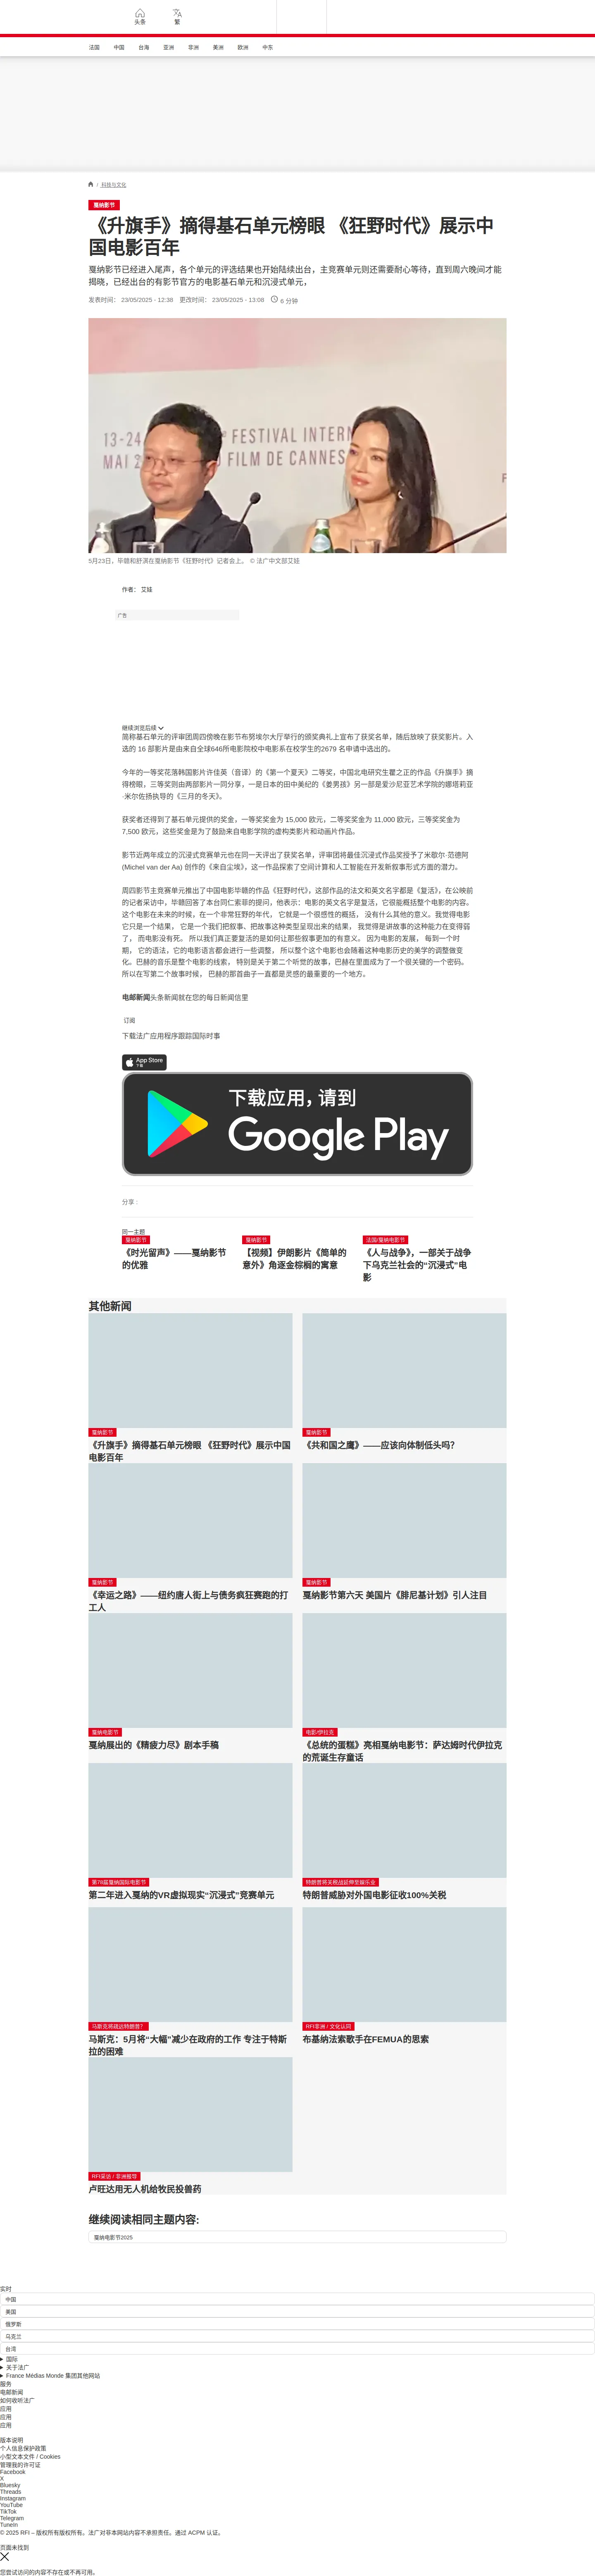 头条
繁
法国
中国
台海
亚洲
非洲
美洲
欧洲
中东
/ 科技与文化
戛纳影节
《升旗手》摘得基石单元榜眼 《狂野时代》展示中
国电影百年
戛纳影节已经进入尾声，各个单元的评选结果也开始陆续出台，主竞赛单元则还需要耐心等待，直到周六晚间才能
揭晓，已经出台的有影节官方的电影基石单元和沉浸式单元，
发表时间： 23/05/2025 - 12:38 更改时间： 23/05/2025 - 13:08 6 分钟
13-24
MAI 2
E FESTIVAL INTERN
FILM DE CANNES
5月23日，毕赣和舒淇在戛纳影节《狂野时代》记者会上。 © 法广中文部艾娃
作者： 艾娃
广告
继续浏览后续
简称基石单元的评审团周四傍晚在影节布努埃尔大厅举行的颁奖典礼上宣布了获奖名单，随后放映了获奖影片。入
选的 16 部影片是由来自全球646所电影院校中电影系在校学生的2679 名申请中选出的。
今年的一等奖花落韩国影片许佳英（音译）的《第一个夏天》二等奖，中国北电研究生瞿之正的作品《升旗手》摘
得榜眼，三等奖则由两部影片一同分享，一是日本的田中美纪的《姜男孩》另一部是爱沙尼亚艺术学院的娜塔莉亚
·米尔佐扬执导的《三月的冬天》。
获奖者还得到了基石单元提供的奖金，一等奖奖金为 15,000 欧元，二等奖奖金为 11,000 欧元，三等奖奖金为
7,500 欧元，这些奖金是为了鼓励来自电影学院的虚构类影片和动画片作品。
影节近两年成立的沉浸式竞赛单元也在同一天评出了获奖名单，评审团将最佳沉浸式作品奖授予了米歇尔·范德阿
(Michel van der Aa) 创作的《来自尘埃》，这一作品探索了空间计算和人工智能在开发新叙事形式方面的潜力。
周四影节主竞赛单元推出了中国电影毕赣的作品《狂野时代》，这部作品的法文和英文名字都是《复活》，在公映前
的记者采访中，毕赣回答了本台同仁索菲的提问，他表示：电影的英文名字是复活，它很能概括整个电影的内容。
这个电影在未来的时候，在一个非常狂野的年代， 它就是一个很感性的概括， 没有什么其他的意义。我觉得电影
它只是一个结果， 它是一个我们把叙事、把故事这种类型呈现出来的结果， 我觉得是讲故事的这种能力在变得弱
了， 而电影没有死。 所以我们真正要复活的是如何让那些叙事更加的有意义。 因为电影的发展， 每到一个时
期， 它的语法，它的电影语言都会进行一些调整， 所以整个这个电影也会随着这种电影历史的美学的调整做变
化。巴赫的音乐是整个电影的线索， 特别是关于第二个听觉的故事，巴赫在里面成为了一个很关键的一个密码。
所以在写第二个故事时候， 巴赫的那首曲子一直都是灵感的最重要的一个地方。
电邮新闻头条新闻就在您的每日新闻信里
订阅
下载法广应用程序跟踪国际时事
App Store
下载
下载应用，请到
Google Play
分享 :
同一主题
戛纳影节
《时光留声》——戛纳影节
的优雅
戛纳影节
【视频】伊朗影片《简单的
意外》角逐金棕榈的寓意
法国/戛纳电影节
《人与战争》，一部关于战争
下乌克兰社会的“沉浸式”电
影
其他新闻
戛纳影节
《升旗手》摘得基石单元榜眼 《狂野时代》展示中国
电影百年
戛纳影节
《共和国之鹰》——应该向体制低头吗？
戛纳影节
《幸运之路》——纽约唐人街上与债务疯狂赛跑的打
工人
戛纳影节
戛纳影节第六天 美国片《腓尼基计划》引人注目
戛纳电影节
戛纳展出的《精疲力尽》剧本手稿
电影/伊拉克
《总统的蛋糕》亮相戛纳电影节：萨达姆时代伊拉克
的荒诞生存童话
第78届戛纳国际电影节
第二年进入戛纳的VR虚拟现实“沉浸式”竞赛单元
特朗普将关税战延伸至娱乐业
特朗普威胁对外国电影征收100%关税
马斯克将疏远特朗普？
马斯克：5月将“大幅”减少在政府的工作 专注于特斯
拉的困难
RFI非洲 / 文化认同
布基纳法索歌手在FEMUA的思索
RFI采访 / 非洲报导
卢旺达用无人机给牧民投兽药
继续阅读相同主题内容:
戛纳电影节2025
实时
中国
美国
俄罗斯
乌克兰
台湾
国际
关于法广
France Médias Monde 集团其他网站
服务
电邮新闻
如何收听法广
应用
应用
应用
版本说明
个人信息保护政策
小型文本文件 / Cookies
管理我的许可证
Facebook
X
Bluesky
Threads
Instagram
YouTube
TikTok
Telegram
TuneIn
© 2025 RFI – 版权所有版权所有。法广对非本网站内容不承担责任。通过 ACPM 认证。
页面未找到
您尝试访问的内容不存在或不再可用。